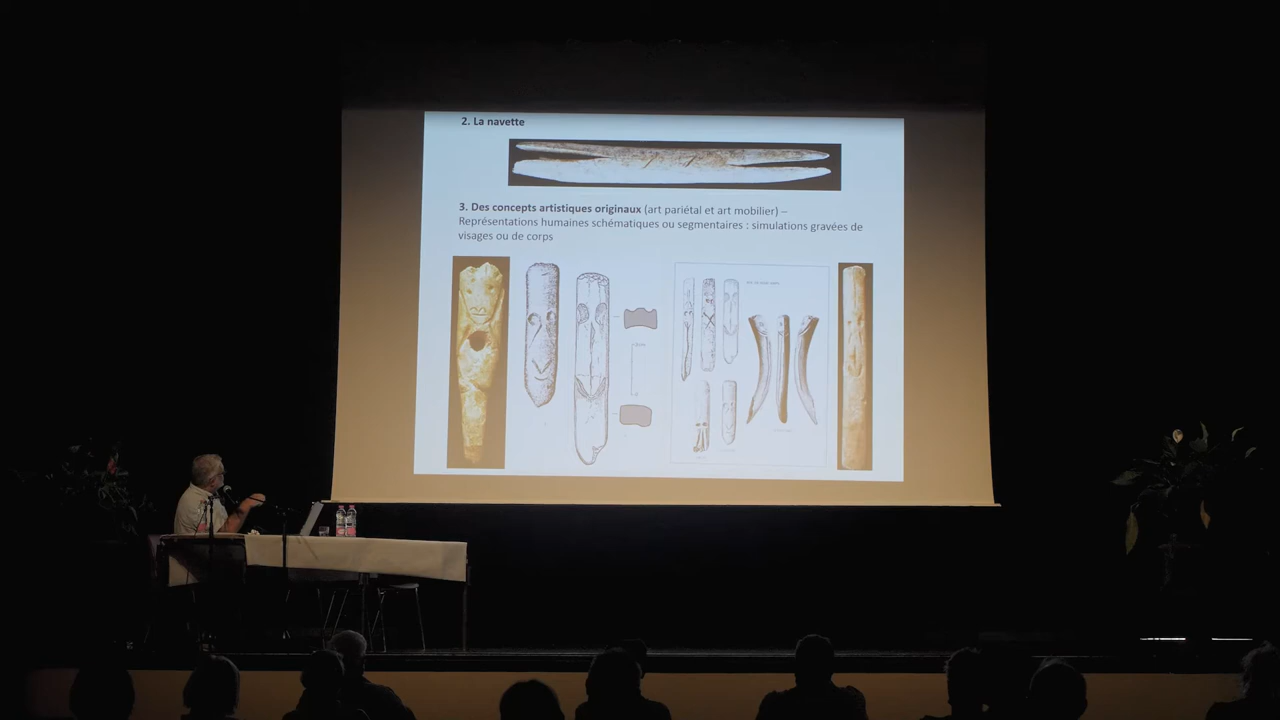 2. La navette
3. Des concepts artistiques originaux (art pariétal et art mobilier) –
Représentations humaines schématiques ou segmentaires : simulations gravées de
visages ou de corps